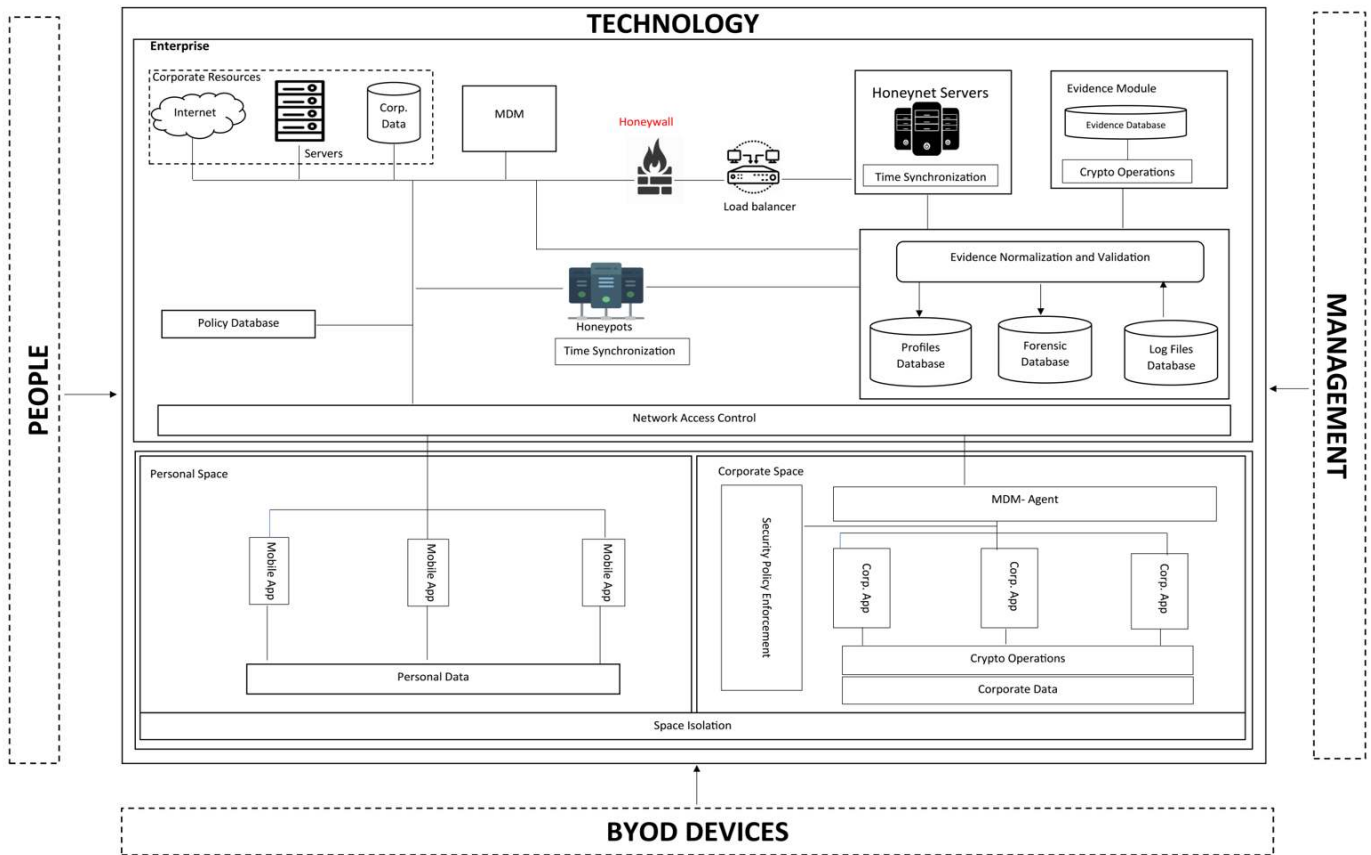 TECHNOLOGY
Enterprise
Corporate Resources
Internet
Servers
Corp.
Data
MDM
Honeywall
Load balancer
Honeynet Servers
Time Synchronization
Evidence Module
Evidence Database
Crypto Operations
Evidence Normalization and Validation
Profiles
Database
Forensic
Database
Log Files
Database
Policy Database
Honeypots
Time Synchronization
Network Access Control
Personal Space
Mobile App
Mobile App
Mobile App
Personal Data
Corporate Space
Security Policy Enforcement
MDM- Agent
Corp. App
Corp. App
Corp. App
Crypto Operations
Corporate Data
Space Isolation
PEOPLE
MANAGEMENT
BYOD DEVICES